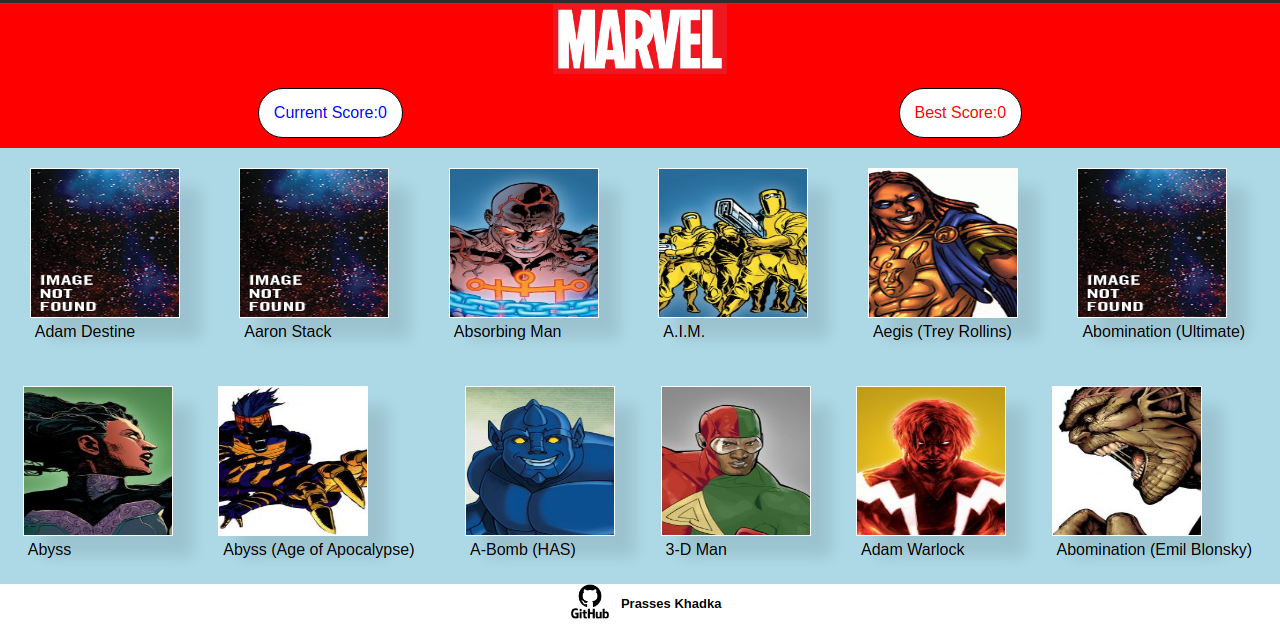 MARVEL
Current Score:0
Best Score:0
IMAGE
NOT
FOUND
IMAGE
NOT
FOUND
IMAGE
NOT
FOUND
Adam Destine
Aaron Stack
Absorbing Man
A.I.M.
Aegis (Trey Rollins)
Abomination (Ultimate)
Abyss
Abyss (Age of Apocalypse)
A-Bomb (HAS)
3-D Man
Adam Warlock
Abomination (Emil Blonsky)
GitHub
Prasses Khadka